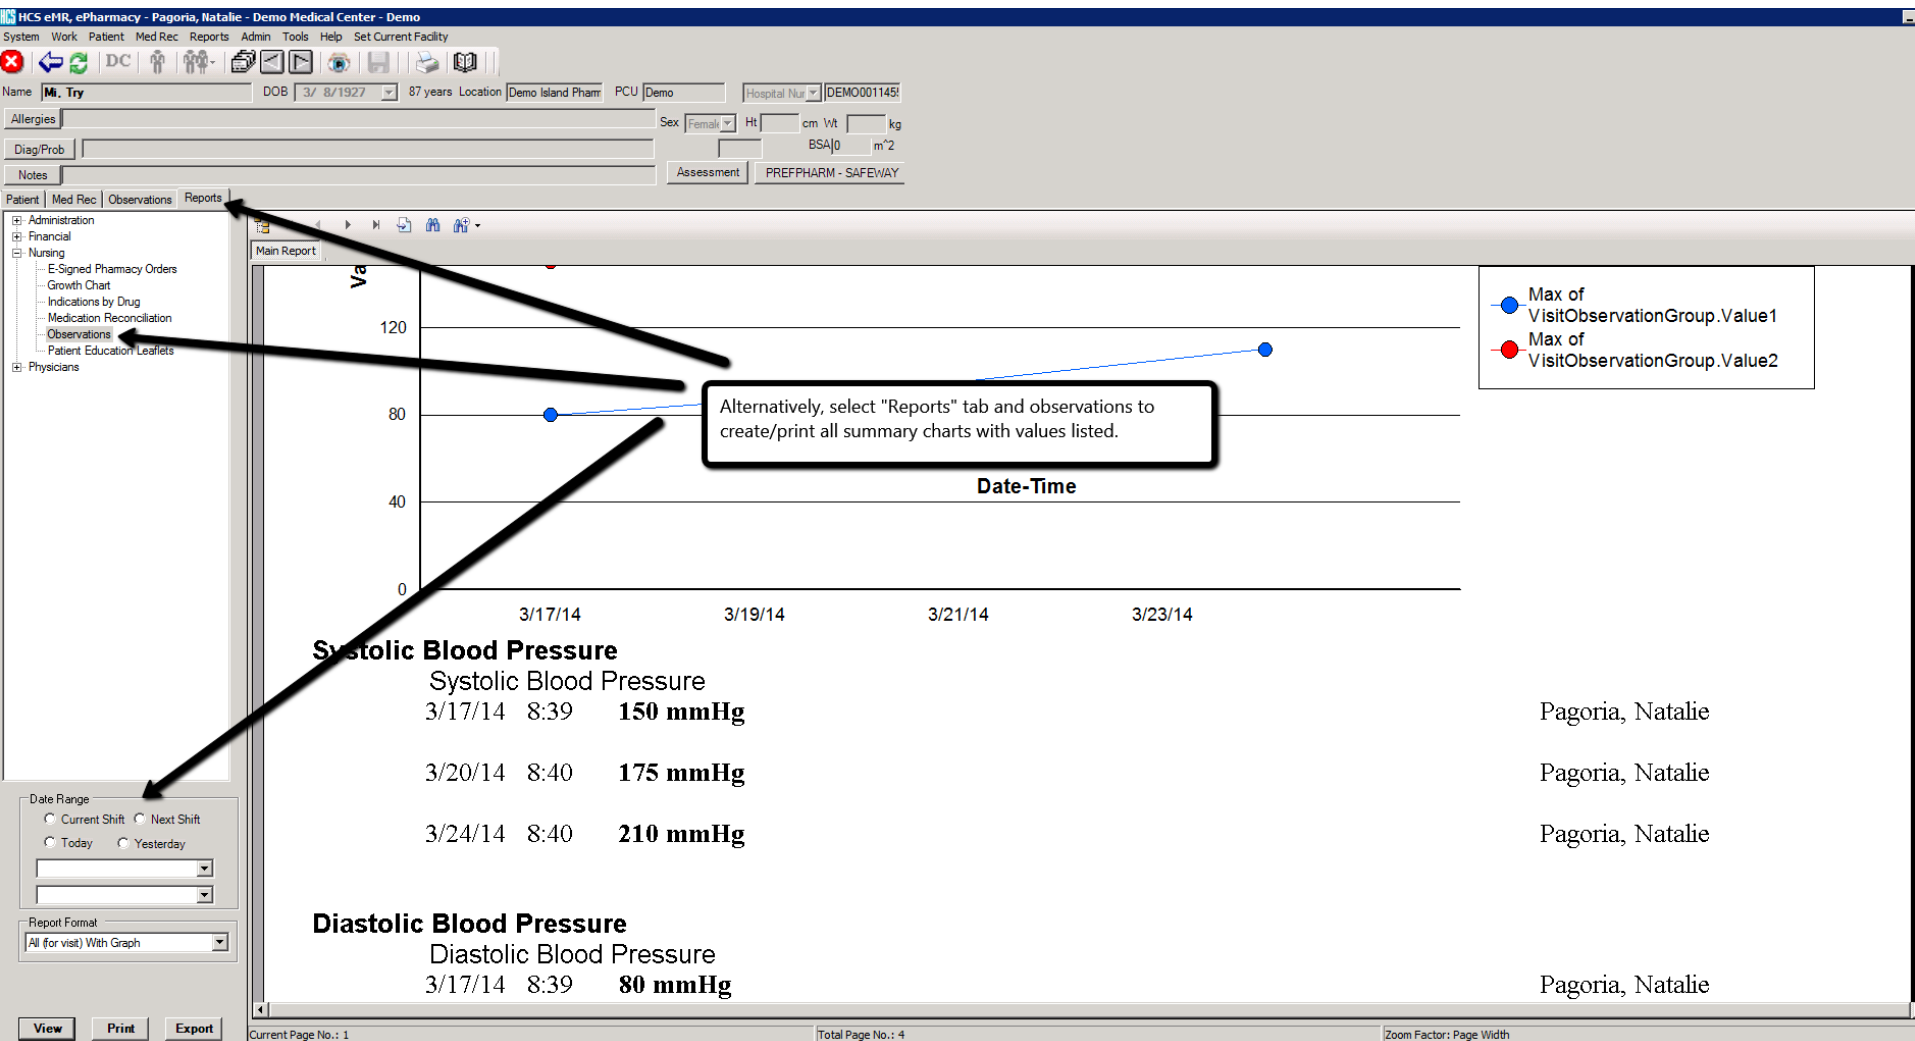 HCS HCS eMR, ePharmacy - Pagoria, Natalie - Demo Medical Center - Demo
System Work Patient Med Rec Reports Admin Tools Help Set Current Facility
DC
Name Mi, Try DOB 3/ 8/1927 87 years Location Demo Island Pharm PCU Demo Hospital Nur DEMO001145
Allergies Sex Female Ht cm Wt kg
Diag/Prob BSA 0 m^2
Notes Assessment PREFPHARM - SAFEWAY
Patient Med Rec Observations Reports
Administration
Financial
Nursing
E-Signed Pharmacy Orders
Growth Chart
Indications by Drug
Medication Reconciliation
Observations
Patient Education Leaflets
Physicians
Main Report
Va
120
80
40
0
3/17/14 3/19/14 3/21/14 3/23/14
Date-Time
Max of
VisitObservationGroup.Value1
Max of
VisitObservationGroup.Value2
Alternatively, select "Reports" tab and observations to
create/print all summary charts with values listed.
Systolic Blood Pressure
Systolic Blood Pressure
3/17/14 8:39 150 mmHg Pagoria, Natalie
3/20/14 8:40 175 mmHg Pagoria, Natalie
3/24/14 8:40 210 mmHg Pagoria, Natalie
Diastolic Blood Pressure
Diastolic Blood Pressure
3/17/14 8:39 80 mmHg Pagoria, Natalie
Date Range
Current Shift Next Shift
Today Yesterday
Report Format
All (for visit) With Graph
View Print Export
Current Page No.: 1 Total Page No.: 4 Zoom Factor: Page Width